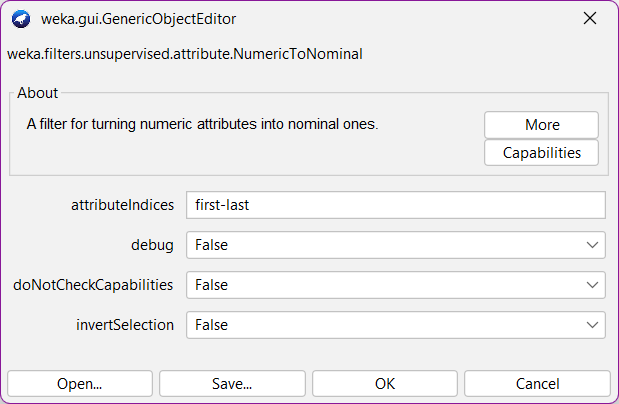 weka.gui.GenericObjectEditor
weka.filters.unsupervised.attribute.NumericToNominal
About
A filter for turning numeric attributes into nominal ones.
More
Capabilities
attributeIndices first-last
debug False
doNotCheckCapabilities False
invertSelection False
Open... Save... OK Cancel